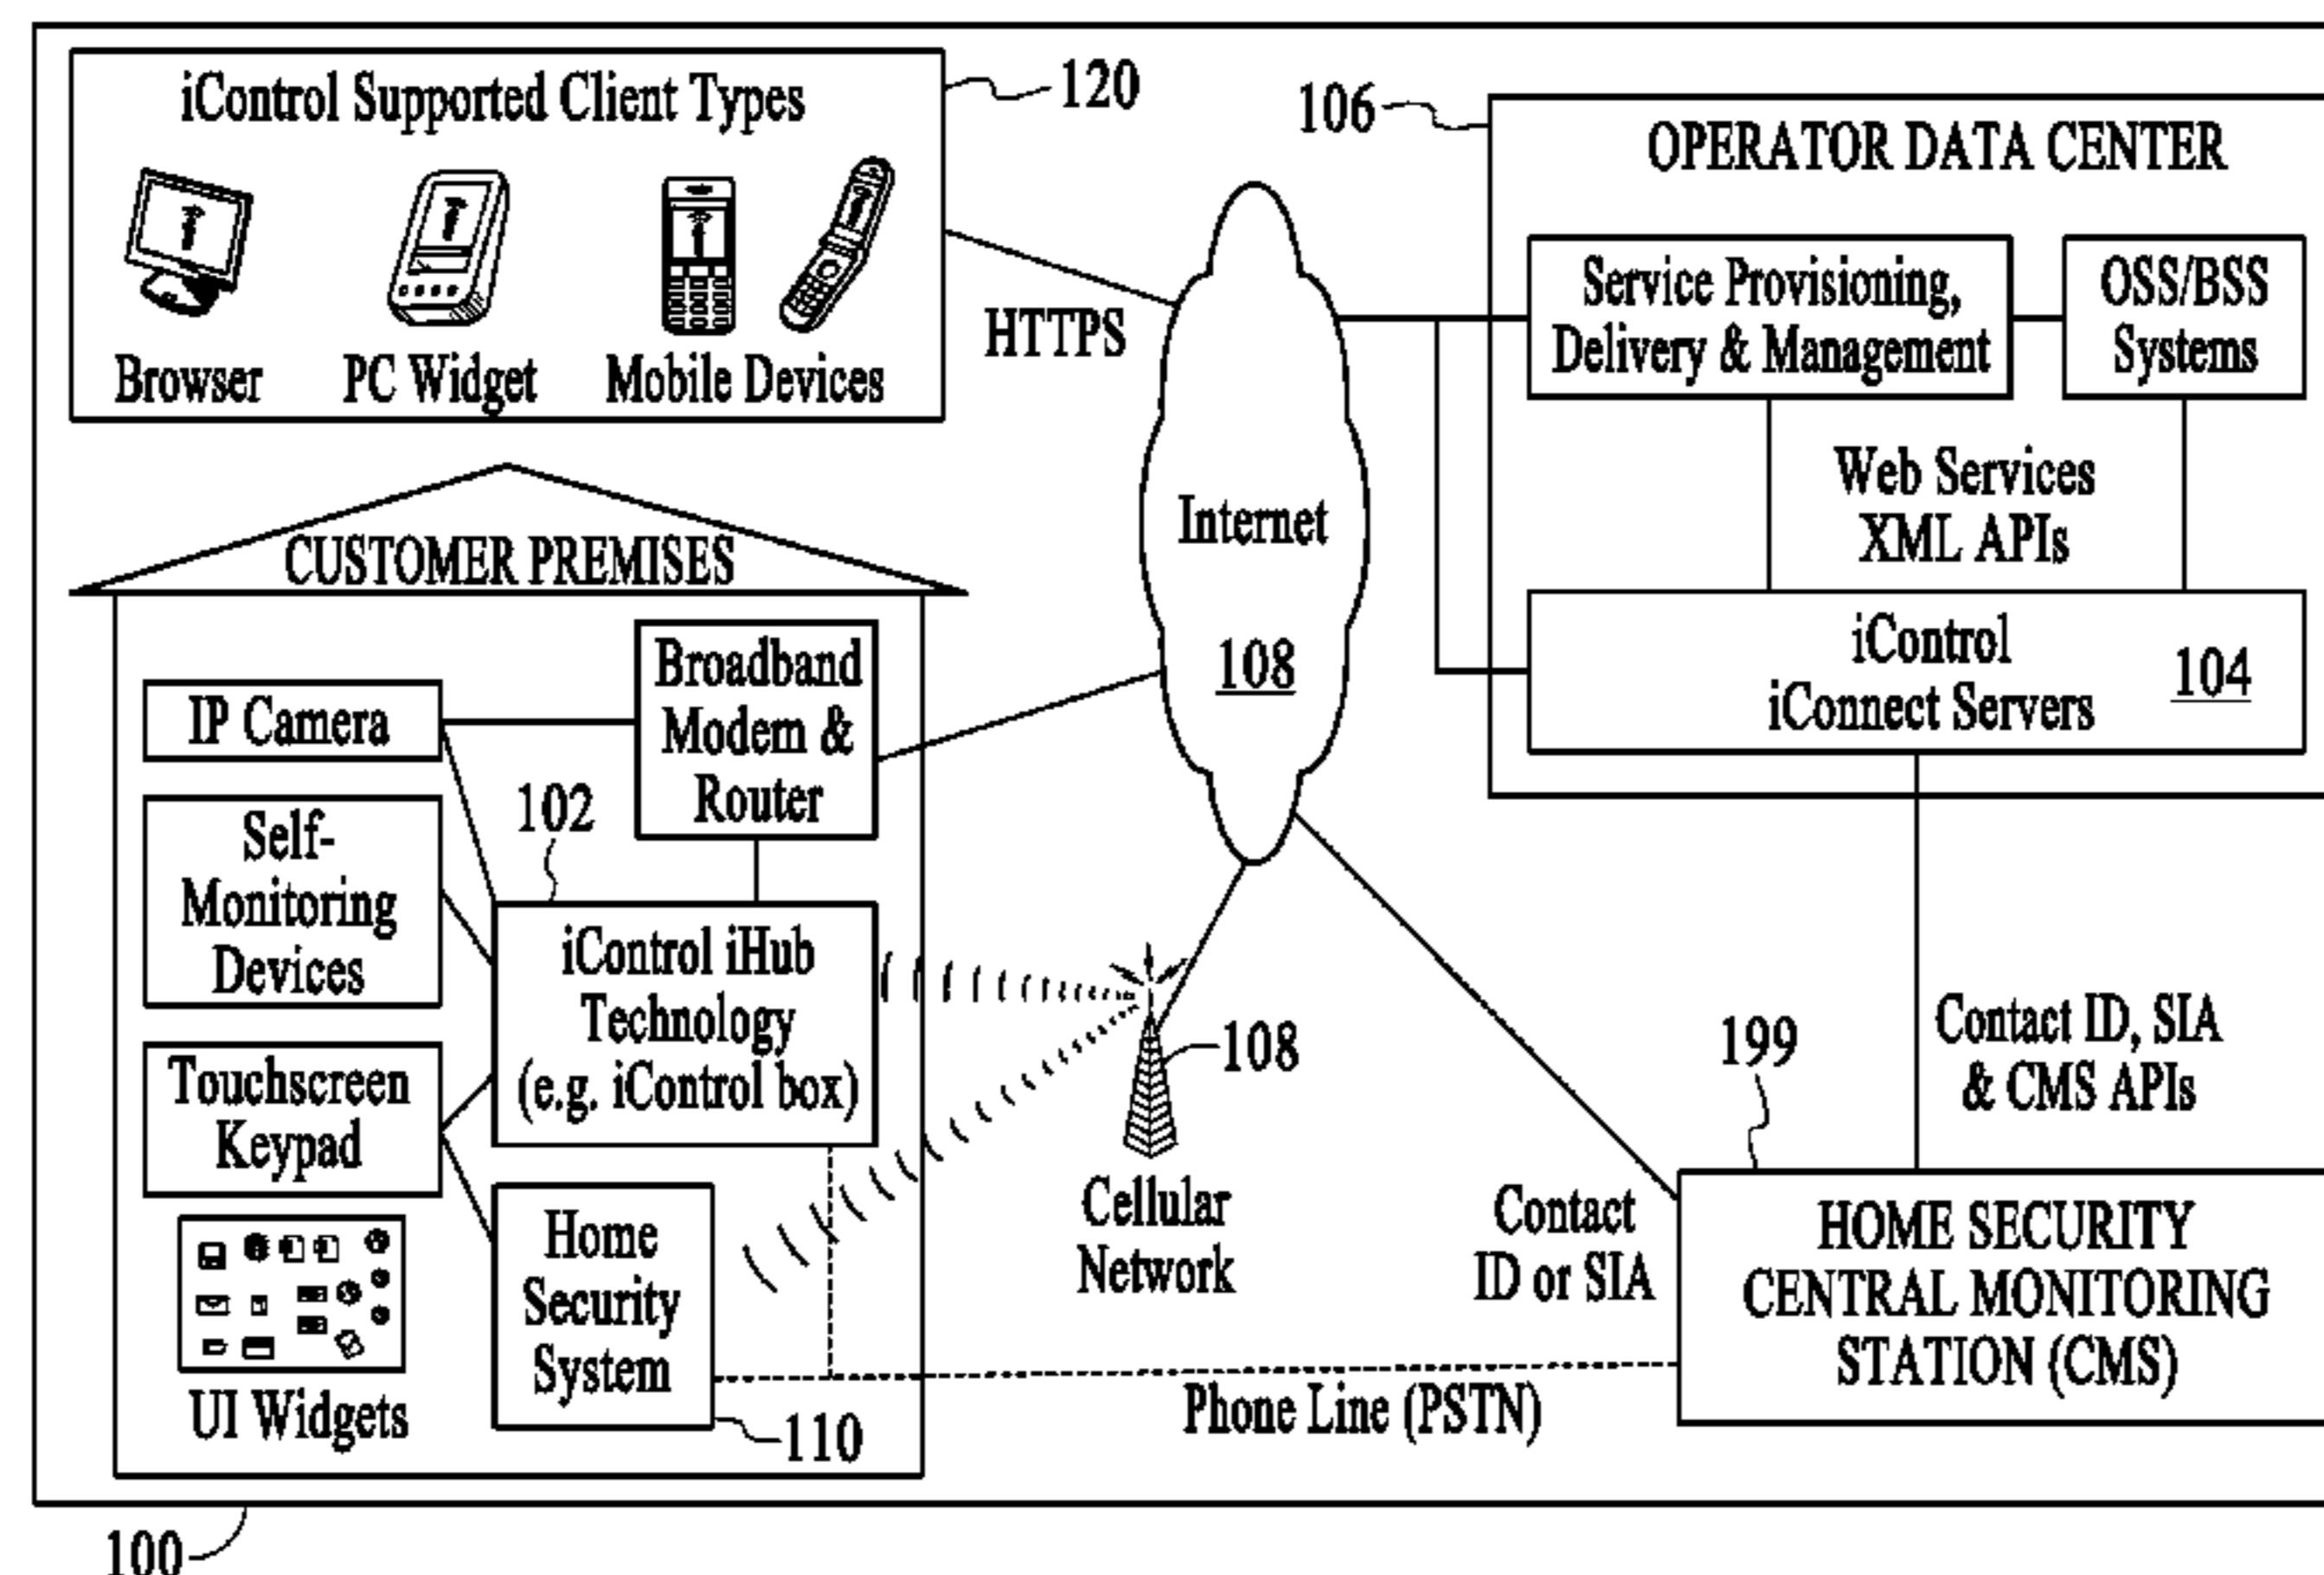 iControl Supported Client Types
120
Browser
PC Widget
Mobile Devices
HTTPS
106
OPERATOR DATA CENTER
Service Provisioning,
Delivery & Management
OSS/BSS
Systems
Web Services
XML APIs
iControl
iConnect Servers
104
Internet
108
CUSTOMER PREMISES
IP Camera
Broadband
Modem &
Router
Self-
Monitoring
Devices
102
iControl iHub
Technology
(e.g. iControl box)
Touchscreen
Keypad
UI Widgets
Home
Security
System
110
108
Cellular
Network
Contact ID, SIA
& CMS APIs
199
Contact
ID or SIA
HOME SECURITY
CENTRAL MONITORING
STATION (CMS)
Phone Line (PSTN)
100